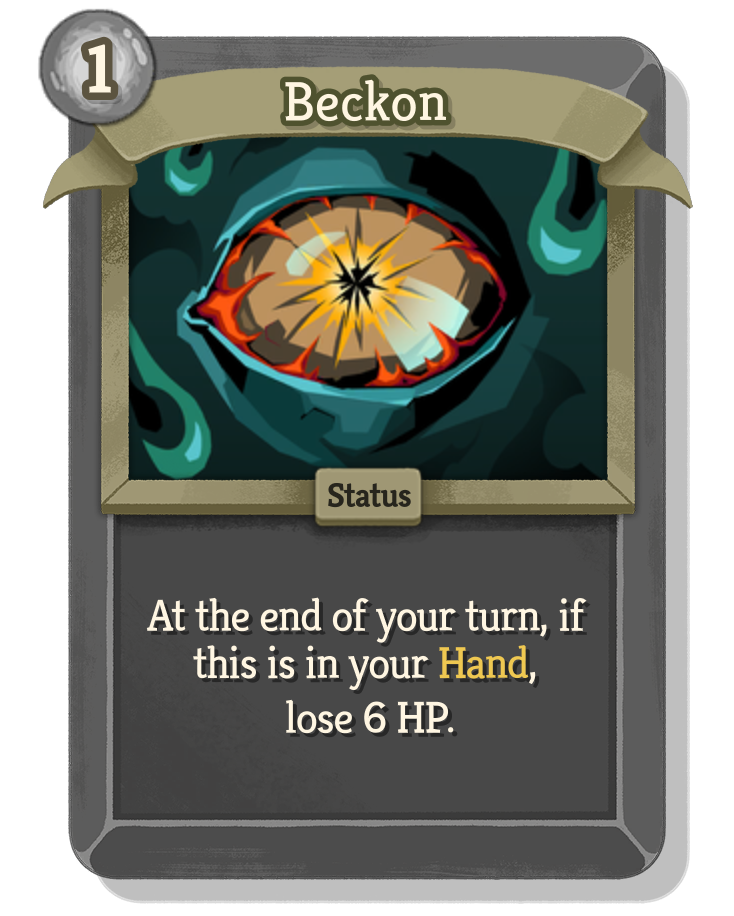 1
Beckon
Status
At the end of your turn, if
this is in your Hand,
lose 6 HP.